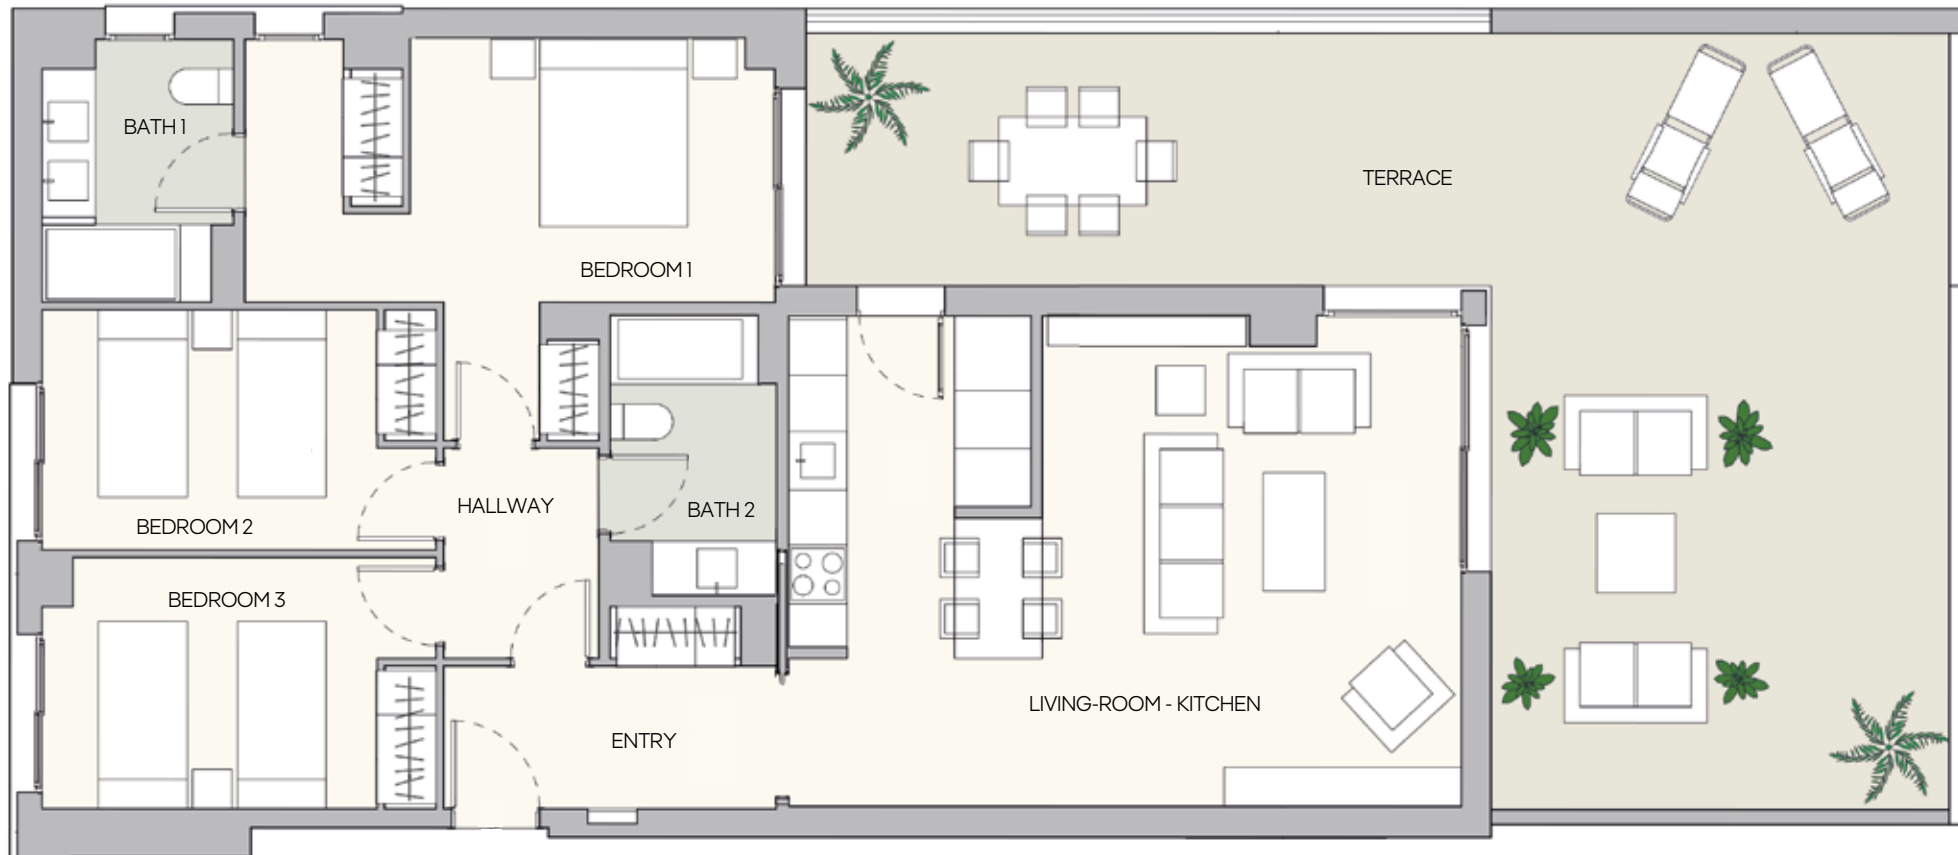 BATH 1
TERRACE
BEDROOM 1
HALLWAY
BATH 2
BEDROOM 2
BEDROOM 3
LIVING-ROOM - KITCHEN
ENTRY